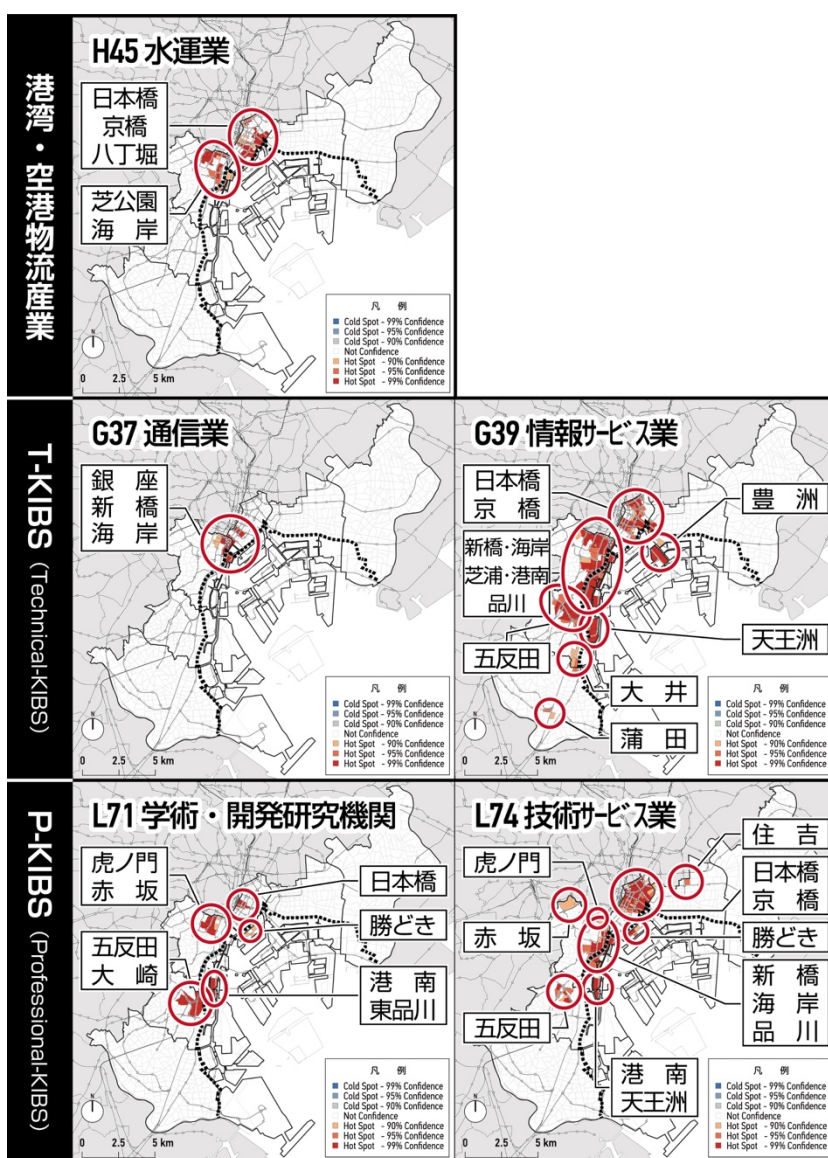 港湾・空港物流産業
H45 水運業
日本橋
京橋
八丁堀
芝公園
海岸
凡 例
Cold Spot - 99% Confidence
Cold Spot - 95% Confidence
Cold Spot - 90% Confidence
Not Confidence
Hot Spot - 90% Confidence
Hot Spot - 95% Confidence
Hot Spot - 99% Confidence
N
0 2.5 5 km
T-KIBS (Technical-KIBS)
G37 通信業
銀座
新橋
海岸
凡 例
Cold Spot - 99% Confidence
Cold Spot - 95% Confidence
Cold Spot - 90% Confidence
Not Confidence
Hot Spot - 90% Confidence
Hot Spot - 95% Confidence
Hot Spot - 99% Confidence
N
0 2.5 5 km
G39 情報サービス業
日本橋
京橋
豊洲
新橋・海岸
芝浦・港南
品川
天王洲
五反田
大井
蒲田
凡 例
Cold Spot - 99% Confidence
Cold Spot - 95% Confidence
Cold Spot - 90% Confidence
Not Confidence
Hot Spot - 90% Confidence
Hot Spot - 95% Confidence
Hot Spot - 99% Confidence
N
0 2.5 5 km
P-KIBS (Professional-KIBS)
L71 学術・開発研究機関
虎ノ門
赤坂
日本橋
勝どき
五反田
大崎
港南
東品川
凡 例
Cold Spot - 99% Confidence
Cold Spot - 95% Confidence
Cold Spot - 90% Confidence
Not Confidence
Hot Spot - 90% Confidence
Hot Spot - 95% Confidence
Hot Spot - 99% Confidence
N
0 2.5 5 km
L74 技術サービス業
虎ノ門
住吉
日本橋
京橋
赤坂
勝どき
新橋
海岸
品川
五反田
港南
天王洲
凡 例
Cold Spot - 99% Confidence
Cold Spot - 95% Confidence
Cold Spot - 90% Confidence
Not Confidence
Hot Spot - 90% Confidence
Hot Spot - 95% Confidence
Hot Spot - 99% Confidence
N
0 2.5 5 km